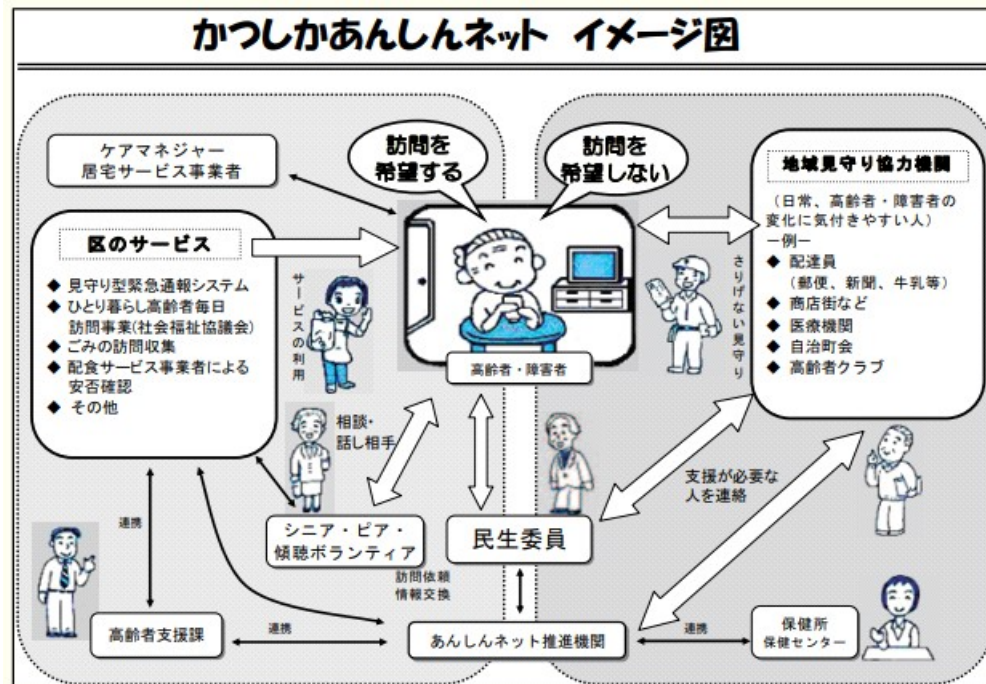 かつしかあんしんネット イメージ図
ケアマネジャー
居宅サービス事業者
訪問を
希望する
訪問を
希望しない
区のサービス
◆ 見守り型緊急通報システム
◆ ひとり暮らし高齢者毎日
訪問事業(社会福祉協議会)
◆ ごみの訪問収集
◆ 配食サービス事業者による
安否確認
◆ その他
サービスの利用
高齢者・障害者
さりげない見守り
地域見守り協力機関
(日常、高齢者・障害者の
変化に気付きやすい人)
ー例ー
◆ 配達員
(郵便、新聞、牛乳等)
◆ 商店街など
◆ 医療機関
◆ 自治町会
◆ 高齢者クラブ
相談・
話し相手
支援が必要な
人を連絡
連携
シニア・ピア・
傾聴ボランティア
民生委員
訪問依頼
情報交換
高齢者支援課
連携
あんしんネット推進機関
連携
保健所
保健センター